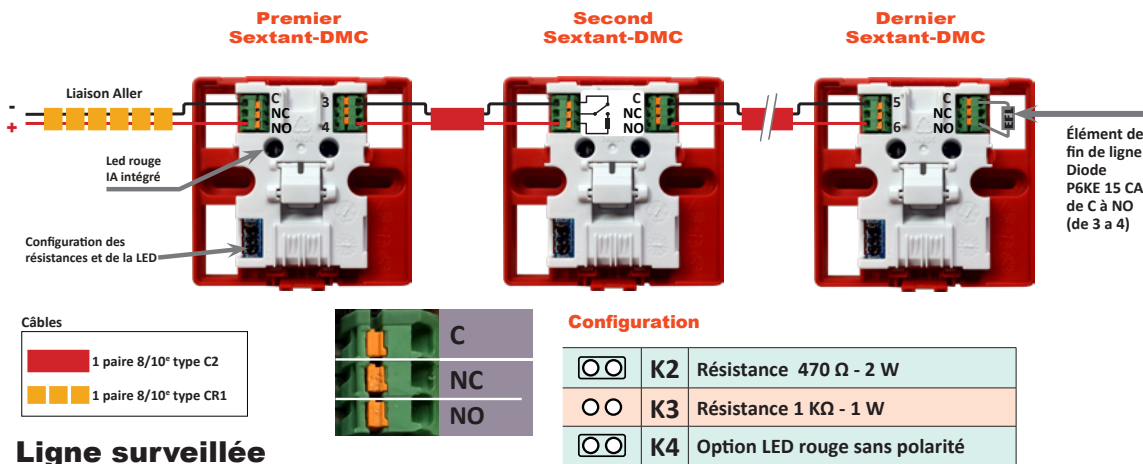 Premier
Sextant-DMC
Second
Sextant-DMC
Dernier
Sextant-DMC
Liaison Aller
-
+
C
NC
NO
3
4
C
NC
NO
5
6
C
NC
NO
Led rouge
IA intégré
Configuration des
résistances et de la LED
Élément de
fin de ligne
Diode
P6KE 15 CA
de C à NO
(de 3 a 4)
Câbles
1 paire 8/10e type C2
1 paire 8/10e type CR1
C
NC
NO
Configuration
K2 Résistance 470 Ω - 2 W
K3 Résistance 1 KΩ - 1 W
K4 Option LED rouge sans polarité
Ligne surveillée